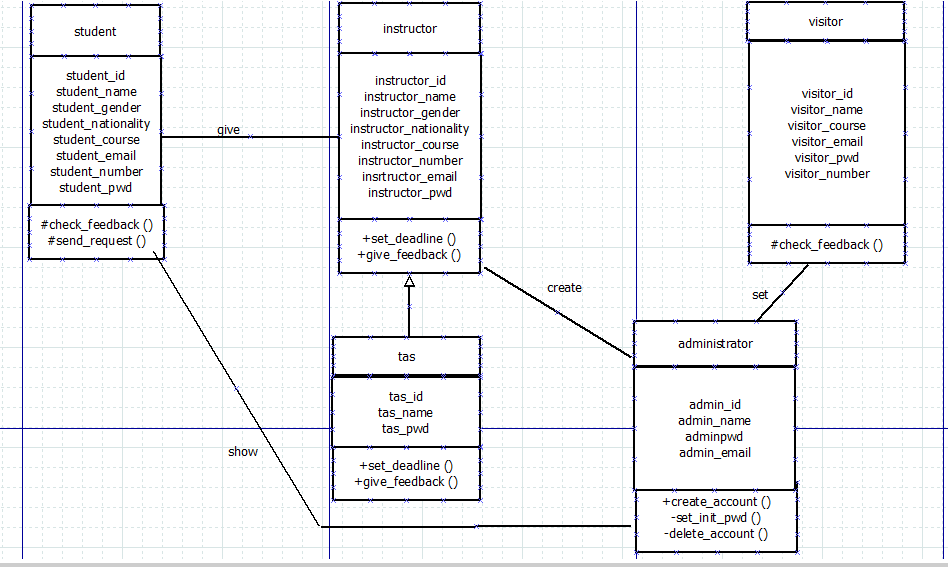 student
student_id
student_name
student_gender
student_nationality
student_course
student_email
student_number
student_pwd
#check_feedback ()
#send_request ()
give
instructor
instructor_id
instructor_name
instructor_gender
instructor_nationality
instructor_course
instructor_number
insrtructor_email
instructor_pwd
+set_deadline ()
+give_feedback ()
visitor
visitor_id
visitor_name
visitor_course
visitor_email
visitor_pwd
visitor_number
#check_feedback ()
create
set
tas
tas_id
tas_name
tas_pwd
+set_deadline ()
+give_feedback ()
administrator
admin_id
admin_name
adminpwd
admin_email
+create_account ()
-set_init_pwd ()
-delete_account ()
show